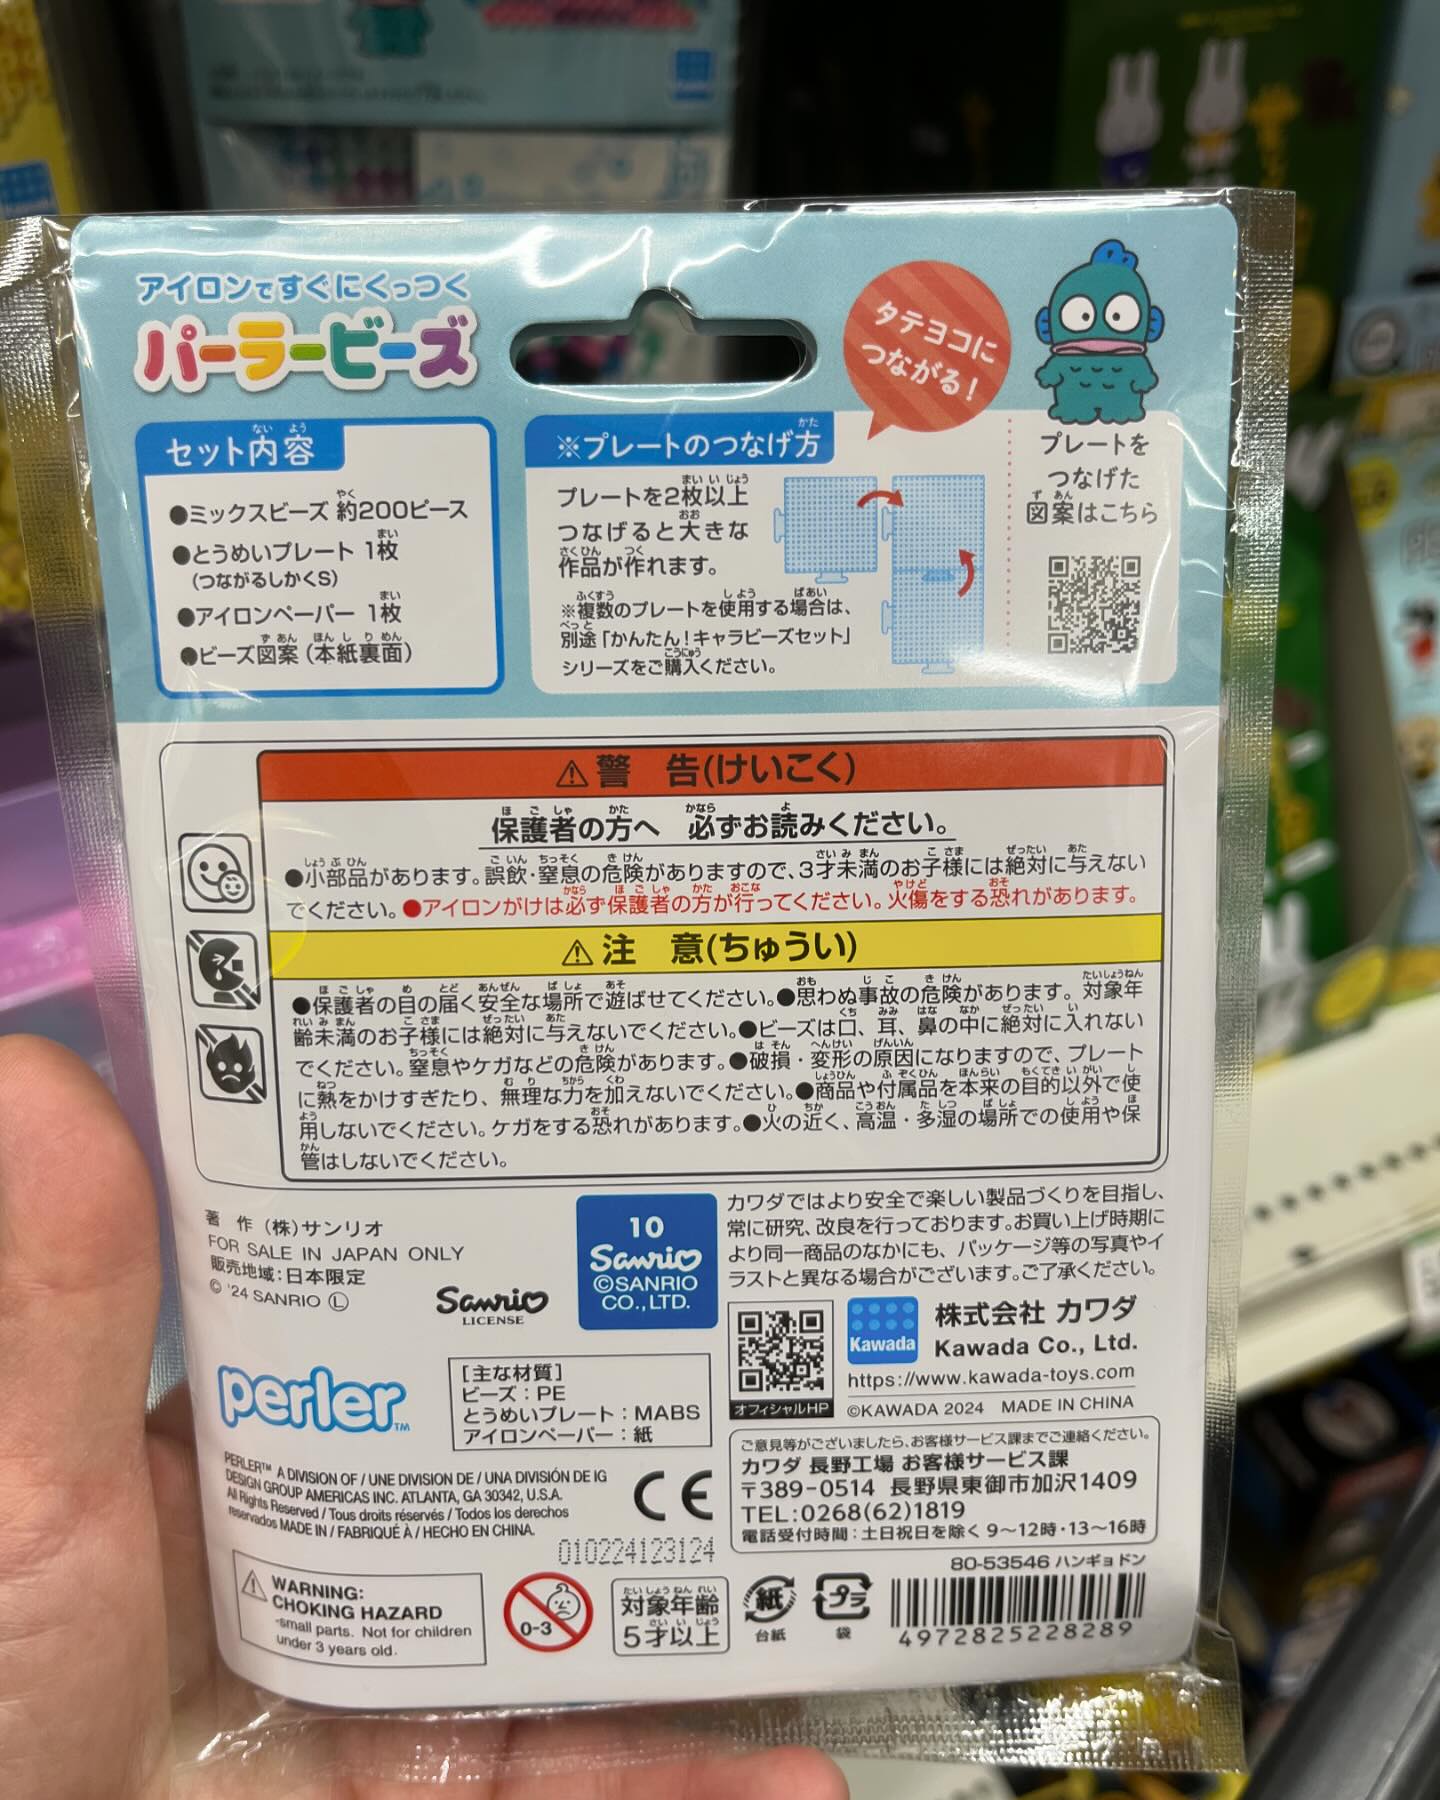 アイロンですぐにくっつく
パーラービーズ
タテヨコに
つながる!
セット内容
●ミックスビーズ 約200ピース
●とうめいプレート 1枚
(つながるしかくS)
●アイロンペーパー 1枚
●ビーズ図案(本紙裏面)
※プレートのつなげ方
プレートを2枚以上
つなげると大きな
作品が作れます。
※複数のプレートを使用する場合は、
別途「かんたん!キャラビーズセット」
シリーズをご購入ください。
プレートを
つなげた
図案はこちら
警 告(けいこく)
保護者の方へ 必ずお読みください。
●小部品があります。誤飲・窒息の危険がありますので、3才未満のお子様には絶対に与えない
でください。●アイロンがけは必ず保護者の方が行ってください。火傷をする恐れがあります。
注 意(ちゅうい)
●保護者の目の届く安全な場所で遊ばせてください。●思わぬ事故の危険があります。対象年
齢未満のお子様には絶対に与えないでください。●ビーズは口、耳、鼻の中に絶対に入れない
でください。窒息やケガなどの危険があります。●破損・変形の原因になりますので、プレート
に熱をかけすぎたり、無理な力を加えないでください。●商品や付属品を本来の目的以外で使
用しないでください。ケガをする恐れがあります。●火の近く、高温・多湿の場所での使用や保
管はしないでください。
著 作 (株)サンリオ
FOR SALE IN JAPAN ONLY
販売地域:日本限定
© '24 SANRIO Ⓛ
Sanrio
LICENSE
10
Sanrio
©SANRIO
CO.,LTD.
カワダではより安全で楽しい製品づくりを目指し、
常に研究、改良を行っております。お買い上げ時期に
より同一商品のなかにも、パッケージ等の写真やイ
ラストと異なる場合がございます。ご了承ください。
オフィシャルHP
Kawada
株式会社 カワダ
Kawada Co., Ltd.
https://www.kawada-toys.com
©KAWADA 2024 MADE IN CHINA
perler™
[主な材質]
ビーズ:PE
とうめいプレート:MABS
アイロンペーパー:紙
PERLER™ A DIVISION OF / UNE DIVISION DE / UNA DIVISIÓN DE IG
DESIGN GROUP AMERICAS INC. ATLANTA, GA 30342, U.S.A.
All Rights Reserved / Tous droits réservés / Todos los derechos
reservados MADE IN / FABRIQUÉ À / HECHO EN CHINA.
CE
010224123124
ご意見等がございましたら、お客様サービス課までご連絡ください。
カワダ 長野工場 お客様サービス課
〒389-0514 長野県東御市加沢1409
TEL:0268(62)1819
電話受付時間:土日祝日を除く 9〜12時・13〜16時
WARNING:
CHOKING HAZARD
-small parts. Not for children
under 3 years old.
0-3
対象年齢
5才以上
紙
台紙
プラ
袋
80-53546 ハンギョドン
4972825228289